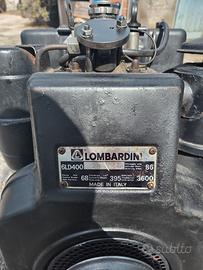 LOMBARDINI
6LD400 86
68 395 3600
MADE IN ITALY
subito